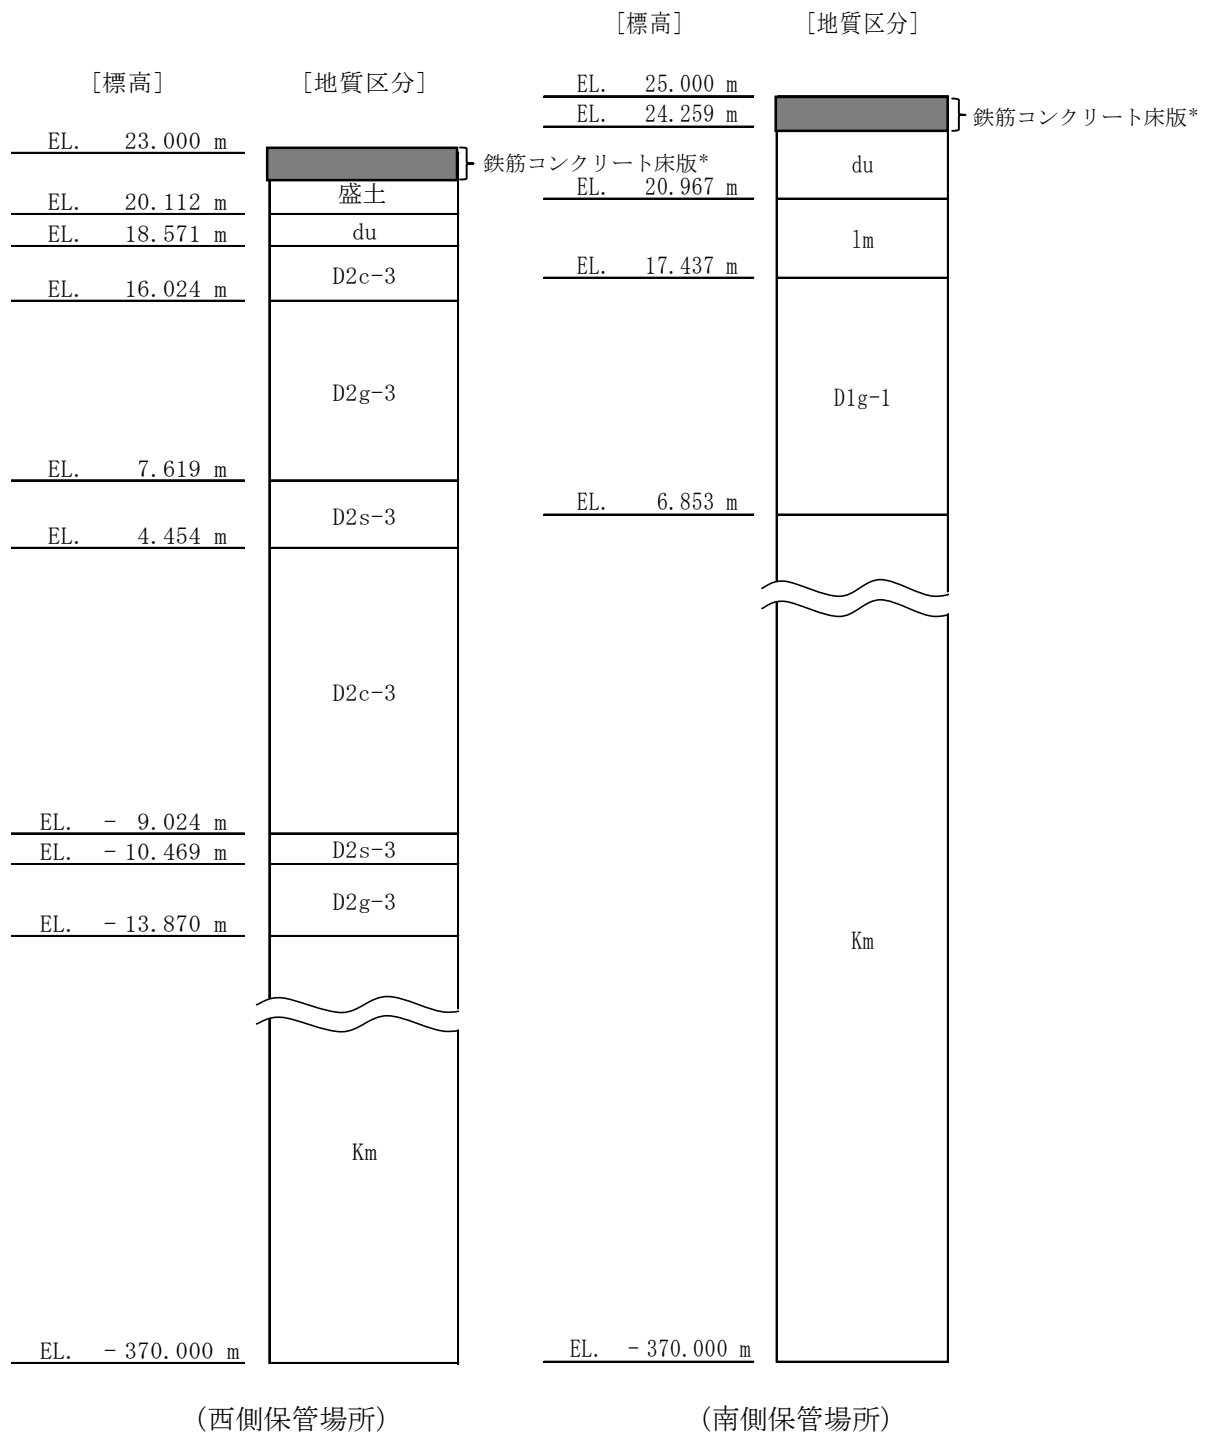 [標高] [地質区分]
EL. 23.000 m
鉄筋コンクリート床版*
盛土
EL. 20.112 m
du
EL. 18.571 m
D2c-3
EL. 16.024 m
D2g-3
EL. 7.619 m
D2s-3
EL. 4.454 m
D2c-3
EL. - 9.024 m
D2s-3
EL. - 10.469 m
D2g-3
EL. - 13.870 m
Km
EL. - 370.000 m
(西側保管場所)
[標高] [地質区分]
EL. 25.000 m
鉄筋コンクリート床版*
EL. 24.259 m
du
EL. 20.967 m
lm
EL. 17.437 m
D1g-1
EL. 6.853 m
Km
EL. - 370.000 m
(南側保管場所)